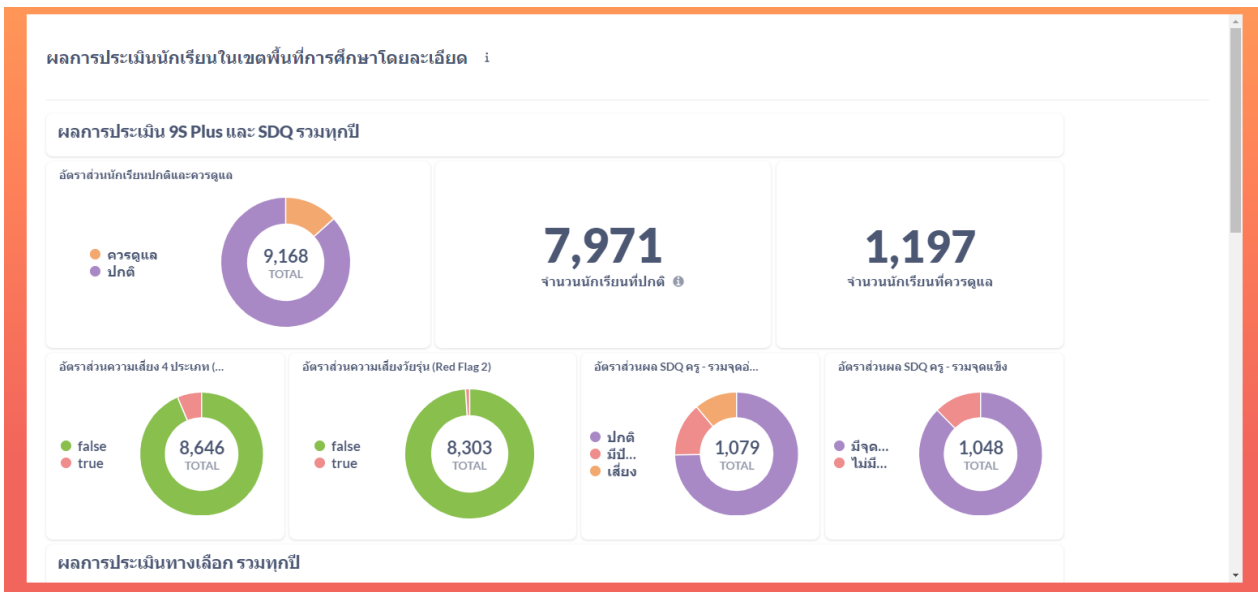 ผลการประเมินนักเรียนในเขตพื้นที่การศึกษาโดยละเอียด i
ผลการประเมิน 9S Plus และ SDQ รวมทุกปี
อัตราส่วนนักเรียนปกติและควรดูแล
ควรดูแล
ปกติ
9,168
TOTAL
7,971
จำนวนนักเรียนที่ปกติ
1,197
จำนวนนักเรียนที่ควรดูแล
อัตราส่วนความเสี่ยง 4 ประเภท (...
false
true
8,646
TOTAL
อัตราส่วนความเสี่ยงวัยรุ่น (Red Flag 2)
false
true
8,303
TOTAL
อัตราส่วนผล SDQ ครู - รวมจุดอ่...
ปกติ
มีปั...
เสี่ยง
1,079
TOTAL
อัตราส่วนผล SDQ ครู - รวมจุดแข็ง
มีจุด...
ไม่มี...
1,048
TOTAL
ผลการประเมินทางเลือก รวมทุกปี